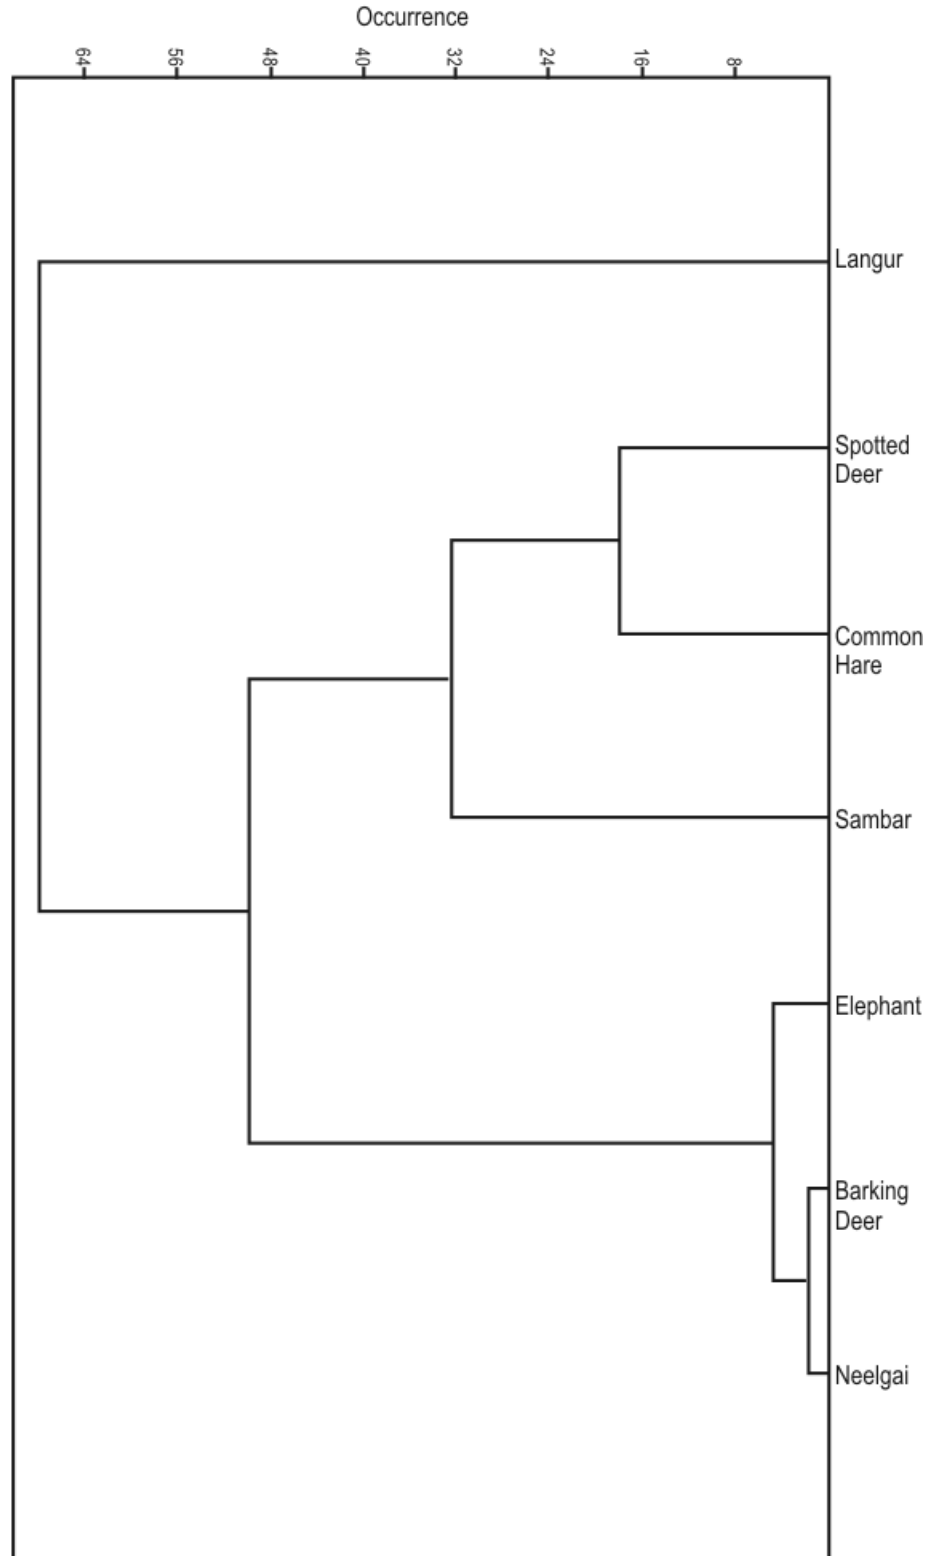 Occurrence
64
56
48
40
32
24
16
8
Langur
Spotted
Deer
Common
Hare
Sambar
Elephant
Barking
Deer
Neelgai